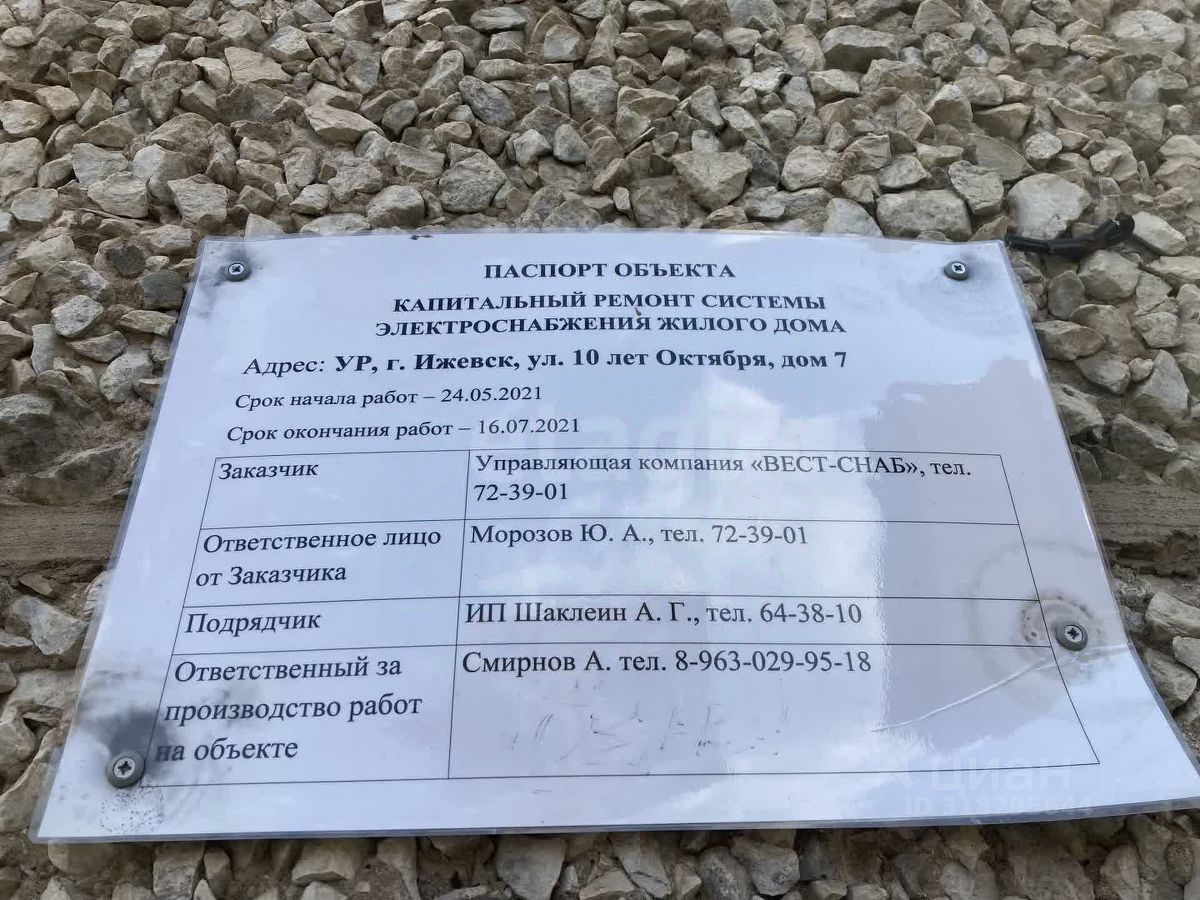 ПАСПОРТ ОБЪЕКТА
КАПИТАЛЬНЫЙ РЕМОНТ СИСТЕМЫ
ЭЛЕКТРОСНАБЖЕНИЯ ЖИЛОГО ДОМА
Адрес: УР, г. Ижевск, ул. 10 лет Октября, дом 7
Срок начала работ – 24.05.2021
Срок окончания работ – 16.07.2021
Заказчик
Управляющая компания «ВЕСТ-СНАБ», тел.
72-39-01
Ответственное лицо
от Заказчика
Морозов Ю. А., тел. 72-39-01
Подрядчик
ИП Шаклеин А. Г., тел. 64-38-10
Ответственный за
производство работ
на объекте
Смирнов А. тел. 8-963-029-95-18
циан